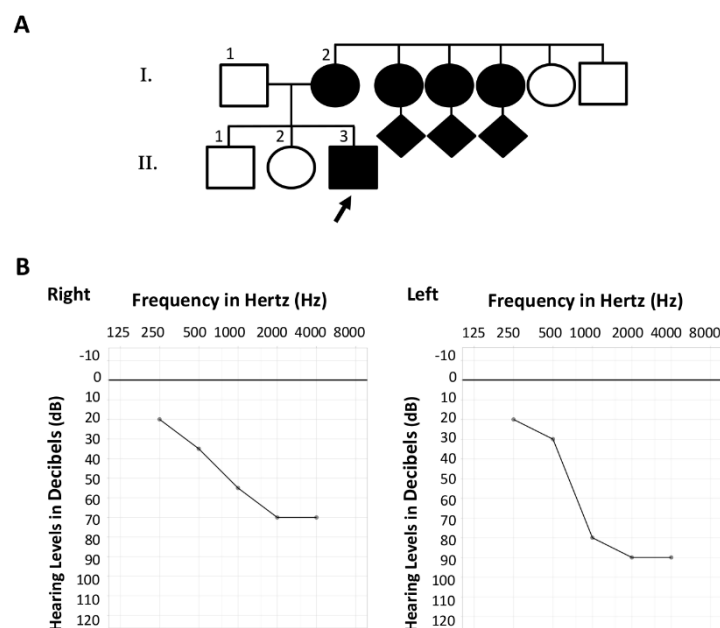 A
1
2
I.
1
2
3
II.
B
Right
Frequency in Hertz (Hz)
125 250 500 1000 2000 4000 8000
Hearing Levels in Decibels (dB)
-10
0
10
20
30
40
50
60
70
80
90
100
110
120
Left
Frequency in Hertz (Hz)
125 250 500 1000 2000 4000 8000
Hearing Levels in Decibels (dB)
-10
0
10
20
30
40
50
60
70
80
90
100
110
120